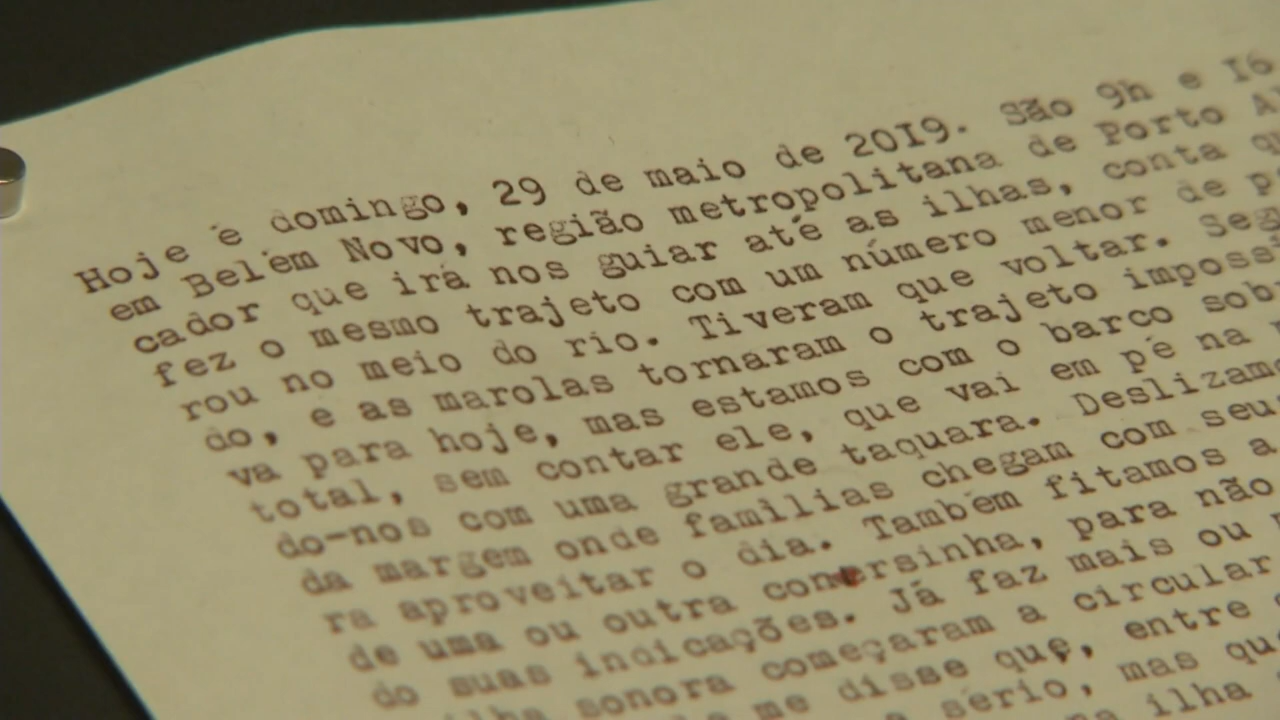 Hoje é domingo, 29 de maio de 2019. São 9h e 16
em Belém Novo, região metropolitana de Porto
cador que irá nos guiar até as ilhas, conta
fez o mesmo trajeto com um número menor de
rou no meio do rio. Tiveram que voltar.
do, e as marolas tornaram o trajeto
va para hoje, mas estamos com o barco
total, sem contar ele, que vai em pé na
do-nos com uma grande taquara.
da margem onde famílias chegam com
ra aproveitar o dia. Também fitamos a
de uma ou outra conversinha, para não
do suas indicações. Já faz mais ou
sonora começaram a circular
me disse que, entre
sério, mas
ilha